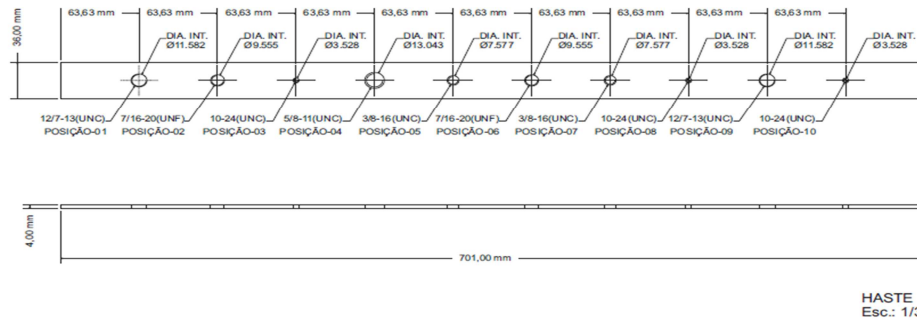 63,63 mm 63,63 mm 63,63 mm 63,63 mm 63,63 mm 63,63 mm 63,63 mm 63,63 mm 63,63 mm 63,63 mm
DIA. INT. DIA. INT. DIA. INT. DIA. INT. DIA. INT. DIA. INT. DIA. INT. DIA. INT. DIA. INT. DIA. INT.
Ø11.582 Ø9.555 Ø3.528 Ø13.043 Ø7.577 Ø9.555 Ø7.577 Ø3.528 Ø11.582 Ø3.528
36,00 mm
12/7-13(UNC) 7/16-20(UNF) 10-24(UNC) 5/8-11(UNC) 3/8-16(UNC) 7/16-20(UNF) 3/8-16(UNC) 10-24(UNC) 12/7-13(UNC) 10-24(UNC)
POSIÇÃO-01 POSIÇÃO-02 POSIÇÃO-03 POSIÇÃO-04 POSIÇÃO-05 POSIÇÃO-06 POSIÇÃO-07 POSIÇÃO-08 POSIÇÃO-09 POSIÇÃO-10
4,00 mm
701,00 mm
HASTE
Esc.: 1/3